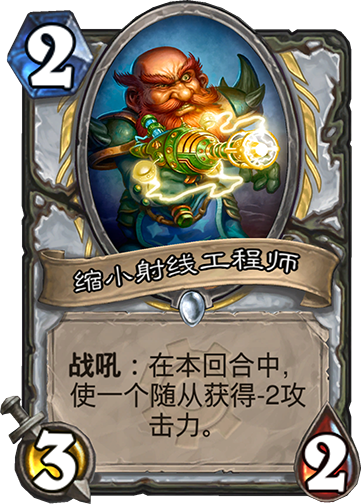 2
缩小射线工程师
战吼：在本回合中，
使一个随从获得-2攻
击力。
3
2